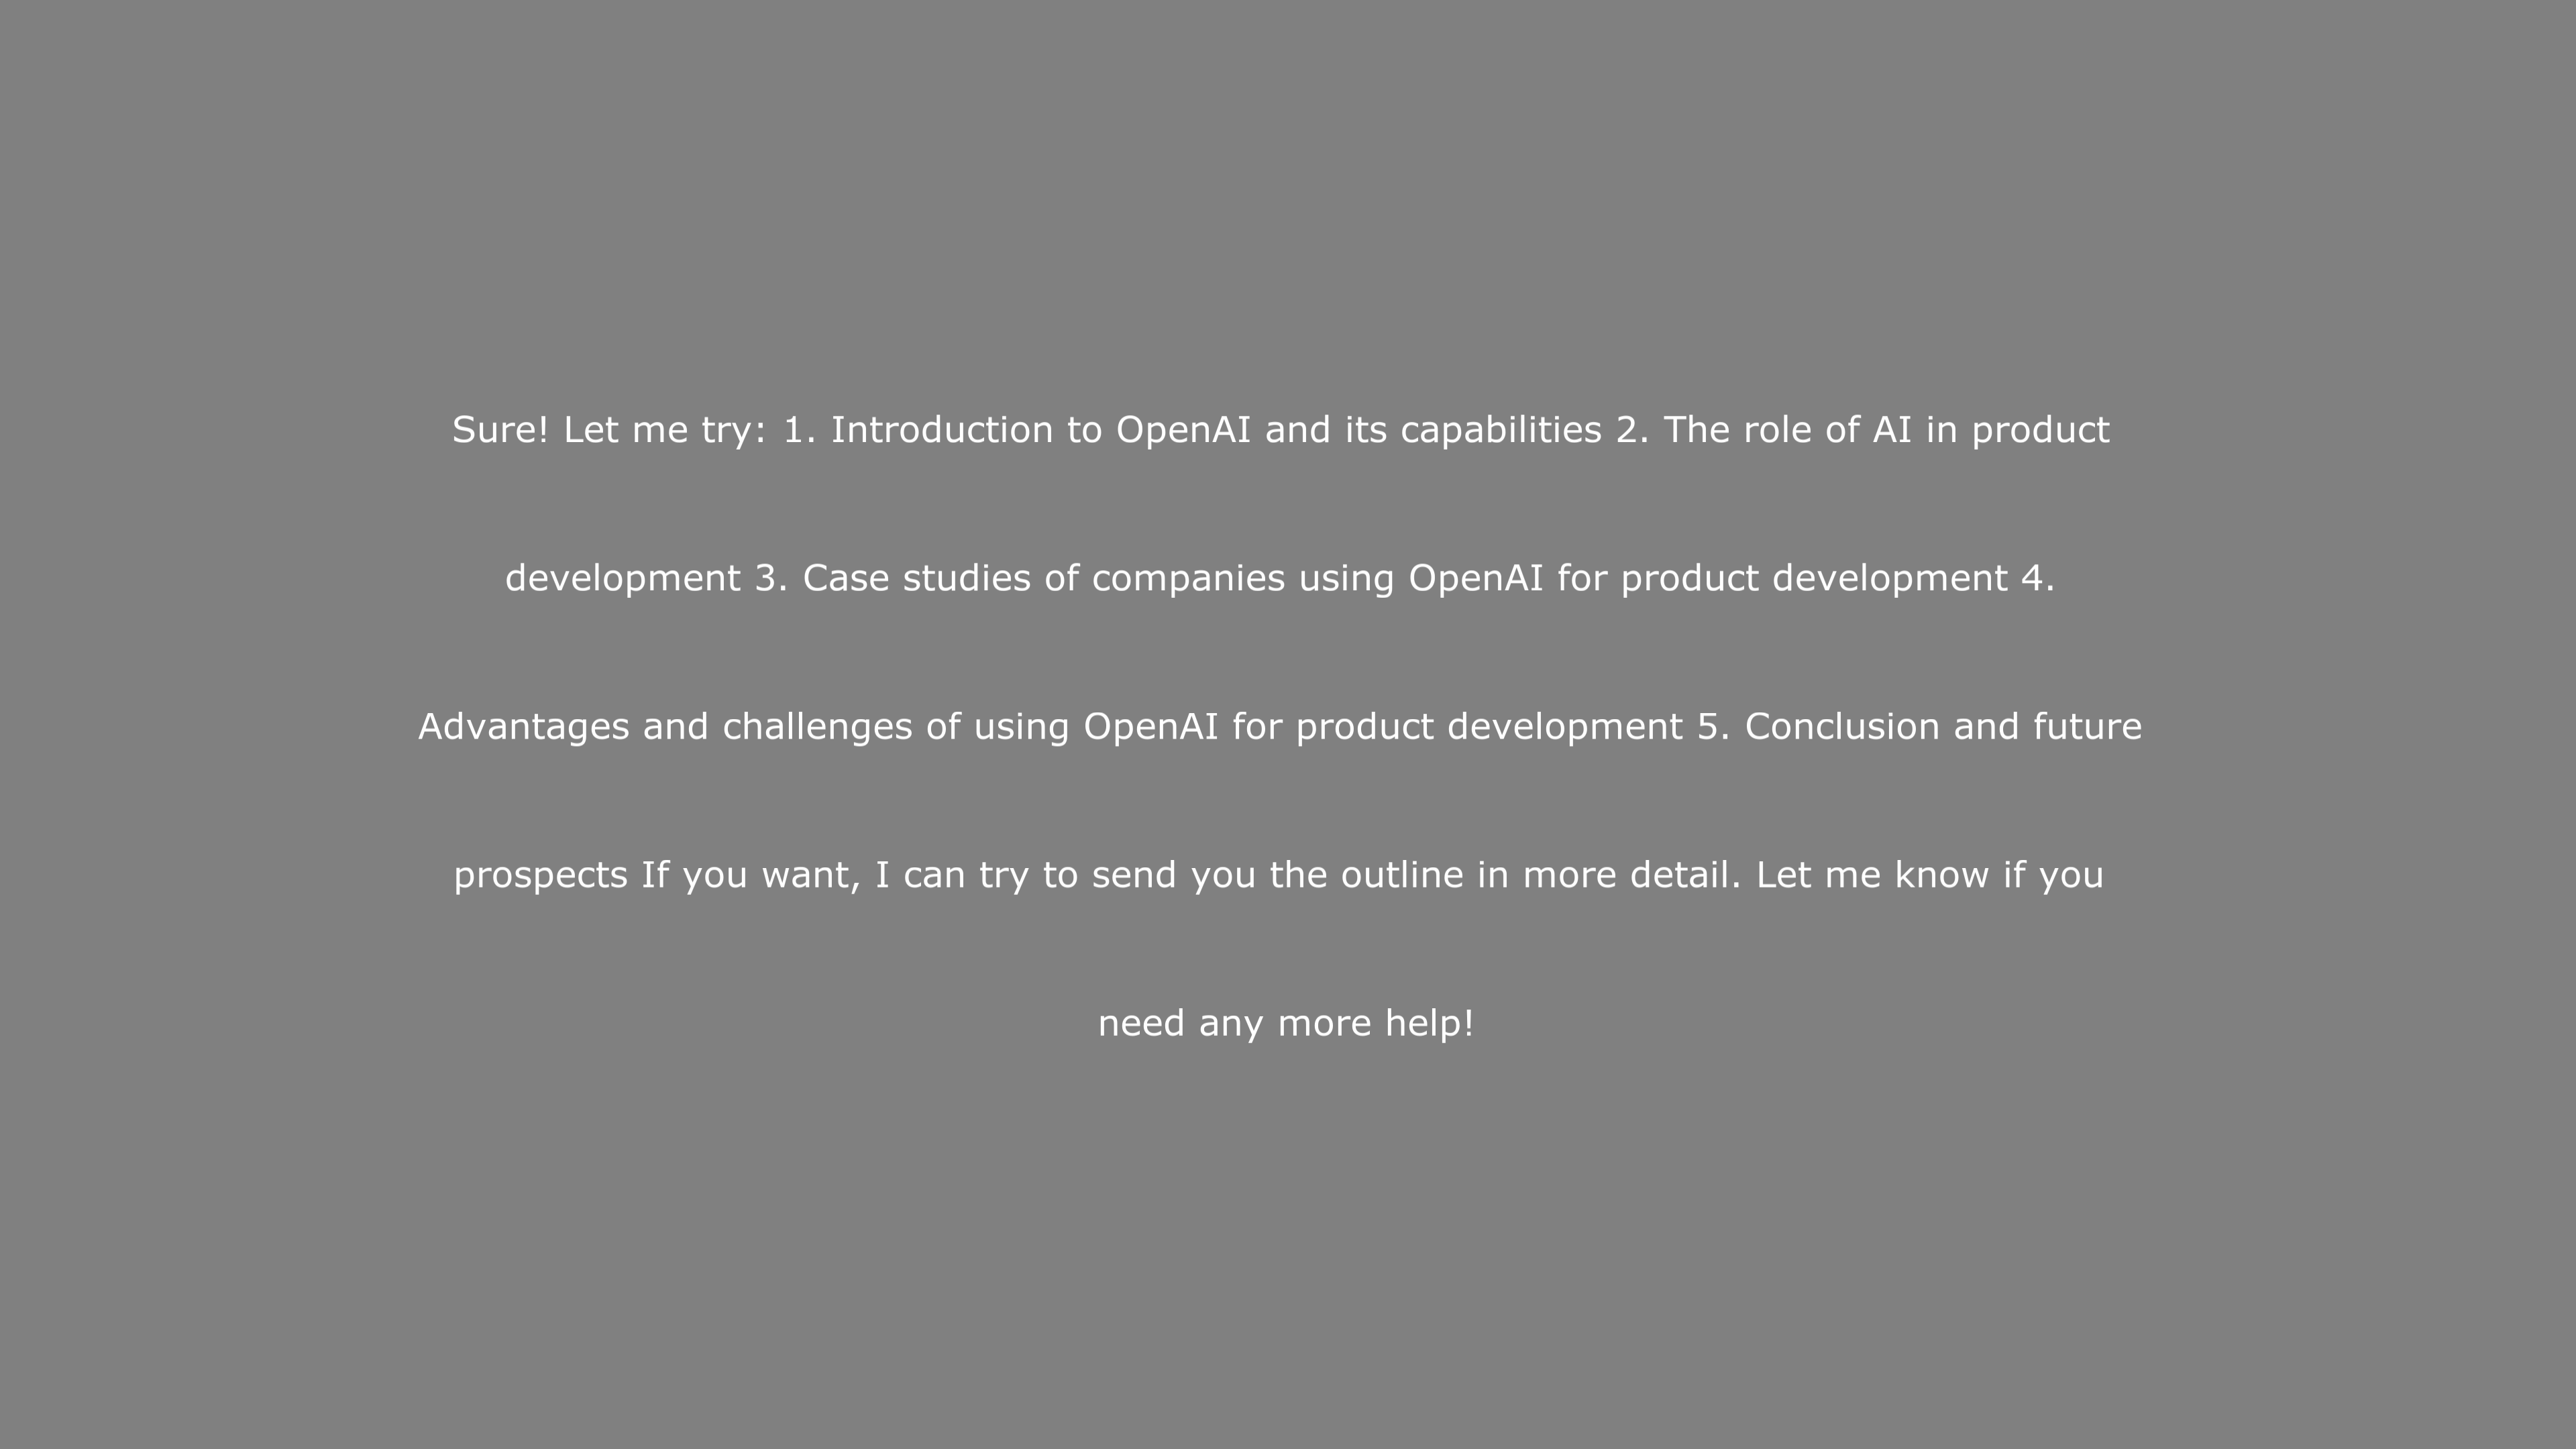 Sure! Let me try: 1. Introduction to OpenAI and its capabilities 2. The role of AI in product
development 3. Case studies of companies using OpenAI for product development 4.
Advantages and challenges of using OpenAI for product development 5. Conclusion and future
prospects If you want, I can try to send you the outline in more detail. Let me know if you
need any more help!